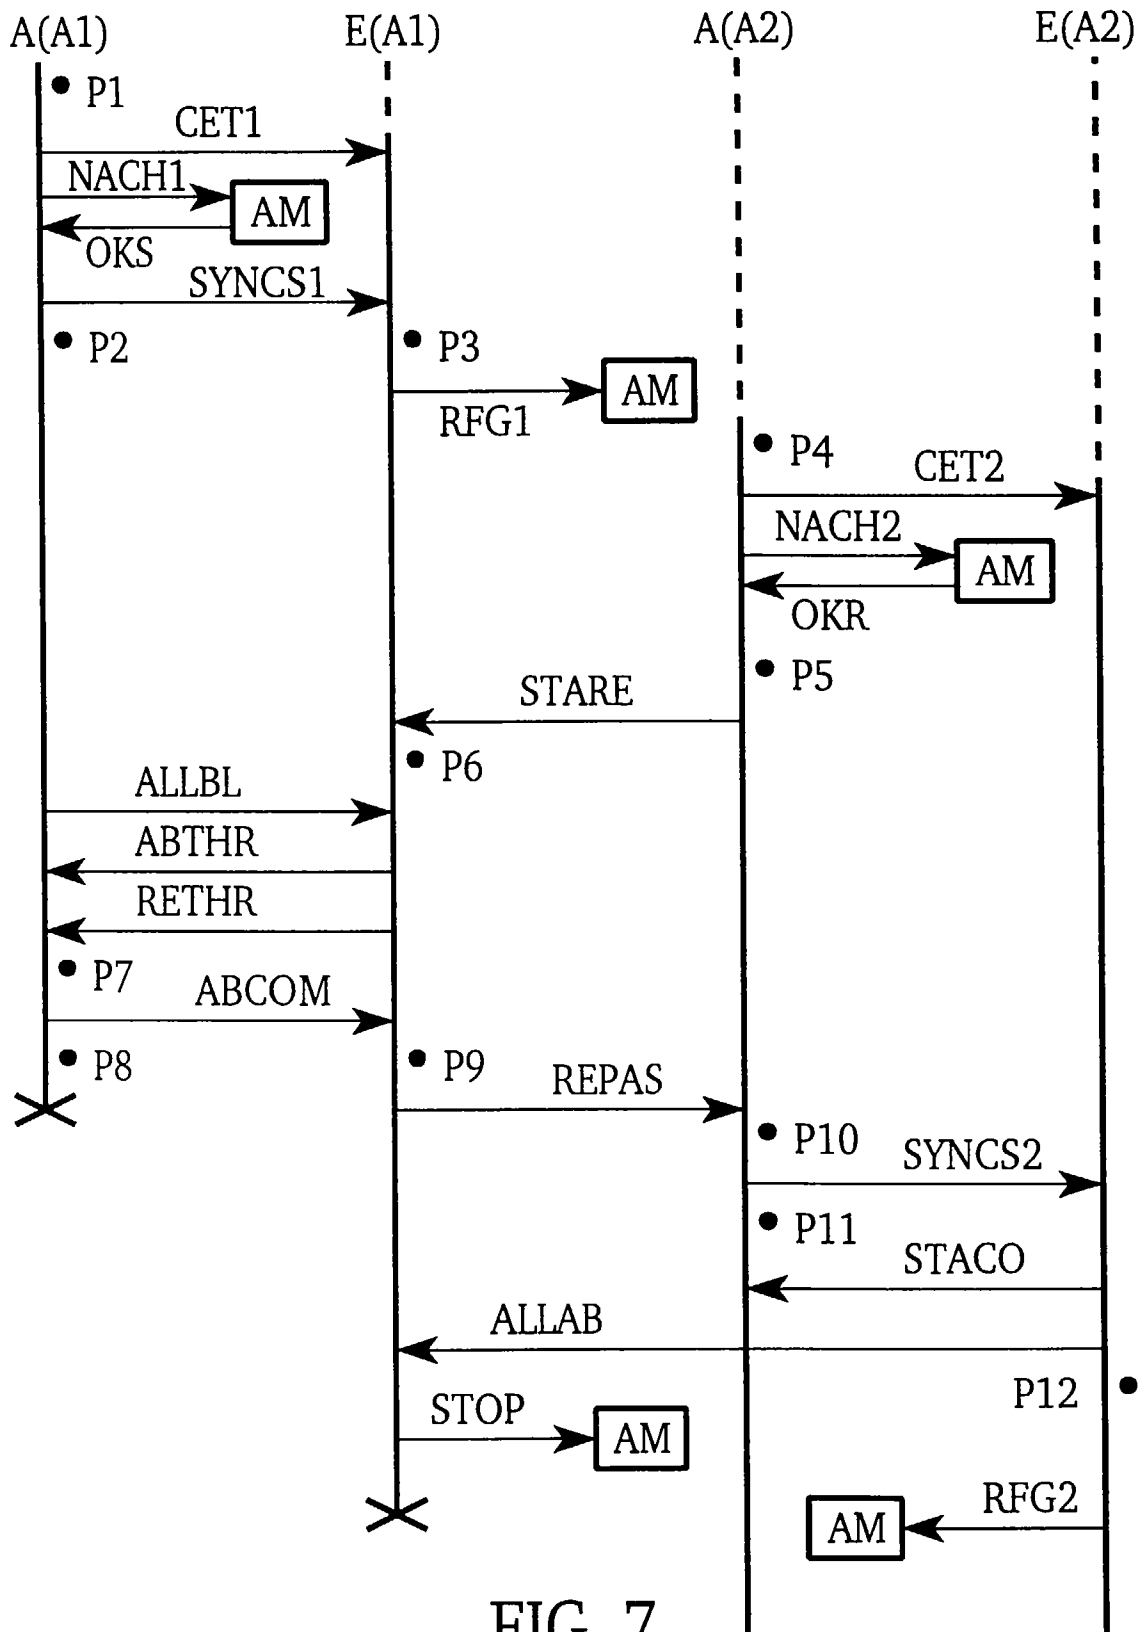 A(A1) E(A1) A(A2) E(A2)
P1
CET1
NACH1
AM
OKS
SYNCS1
P2
P3
AM
RFG1
P4
CET2
NACH2
AM
OKR
P5
STARE
P6
ALLBL
ABTHR
RETHR
P7
ABCOM
P8
P9
REPAS
P10
SYNCS2
P11
STACO
ALLAB
P12
STOP
AM
RFG2
AM
FIG. 7